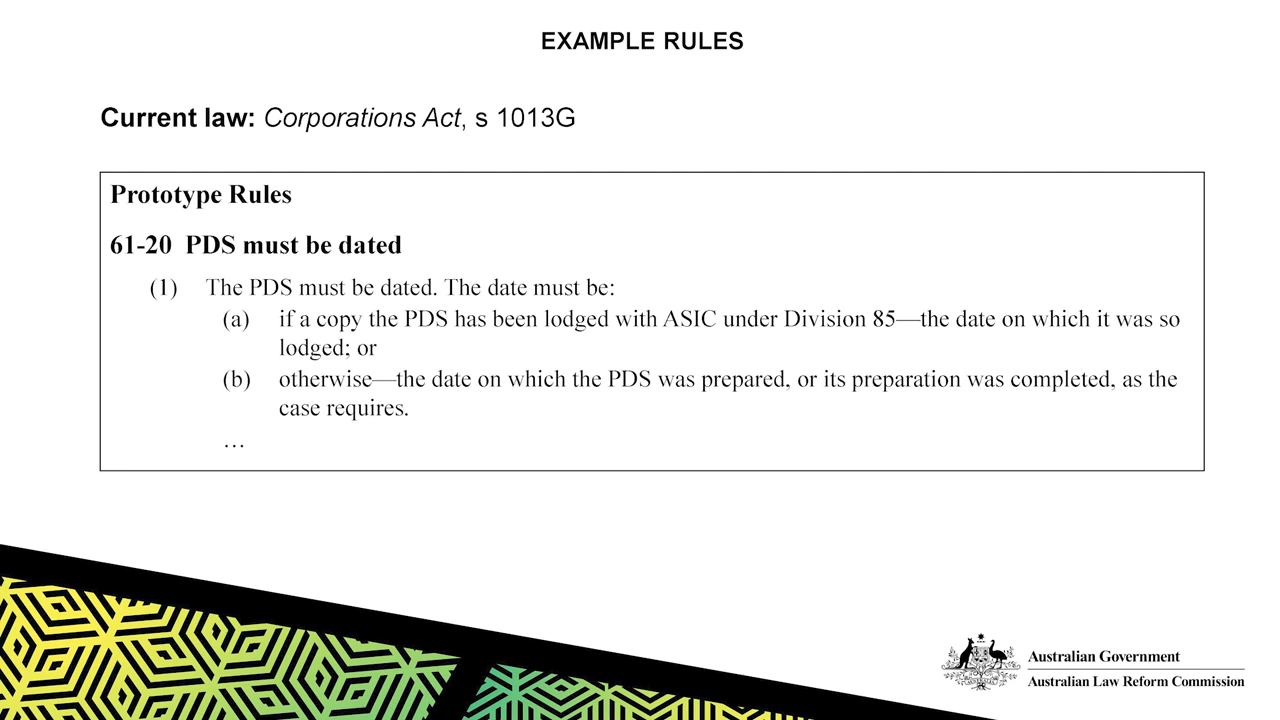 EXAMPLE RULES
Current law: Corporations Act, s 1013G
Prototype Rules
61-20 PDS must be dated
(1) The PDS must be dated. The date must be:
(a) if a copy the PDS has been lodged with ASIC under Division 85—the date on which it was so
lodged; or
(b) otherwise—the date on which the PDS was prepared, or its preparation was completed, as the
case requires.
…
Australian Government
Australian Law Reform Commission